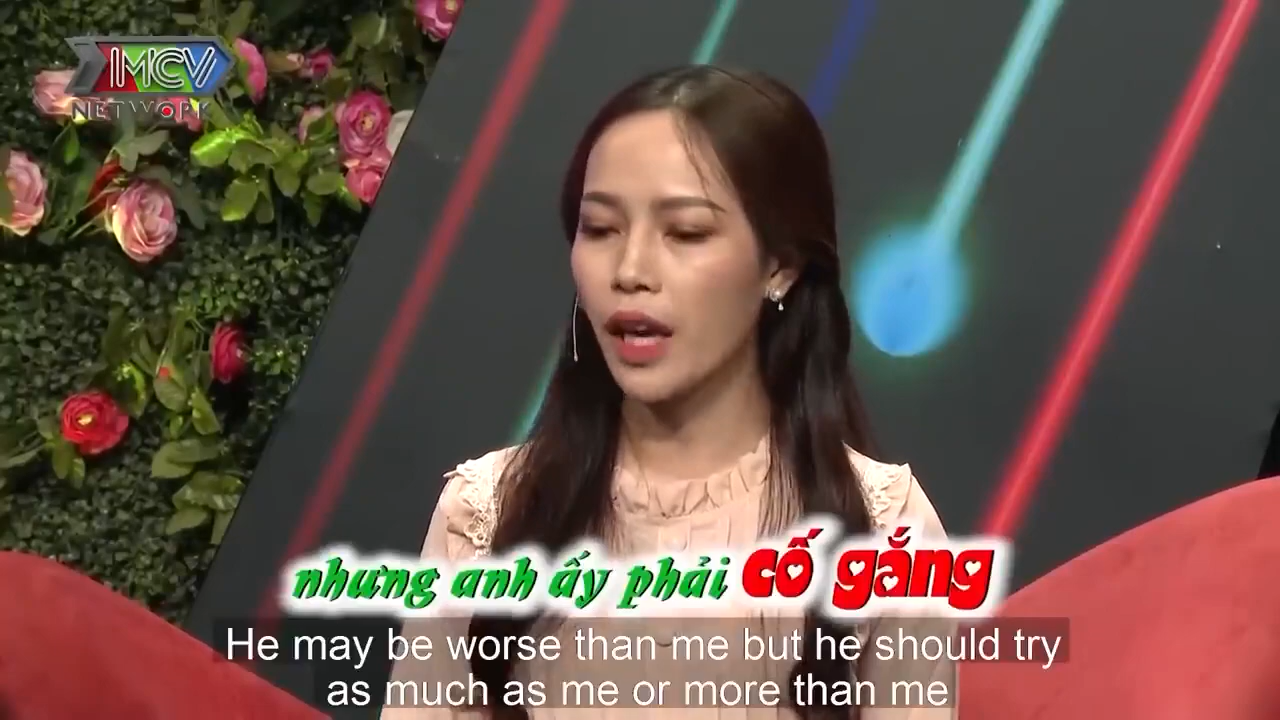 MCV
NETWORK
nhưng anh ấy phải cố gắng
He may be worse than me but he should try
as much as me or more than me